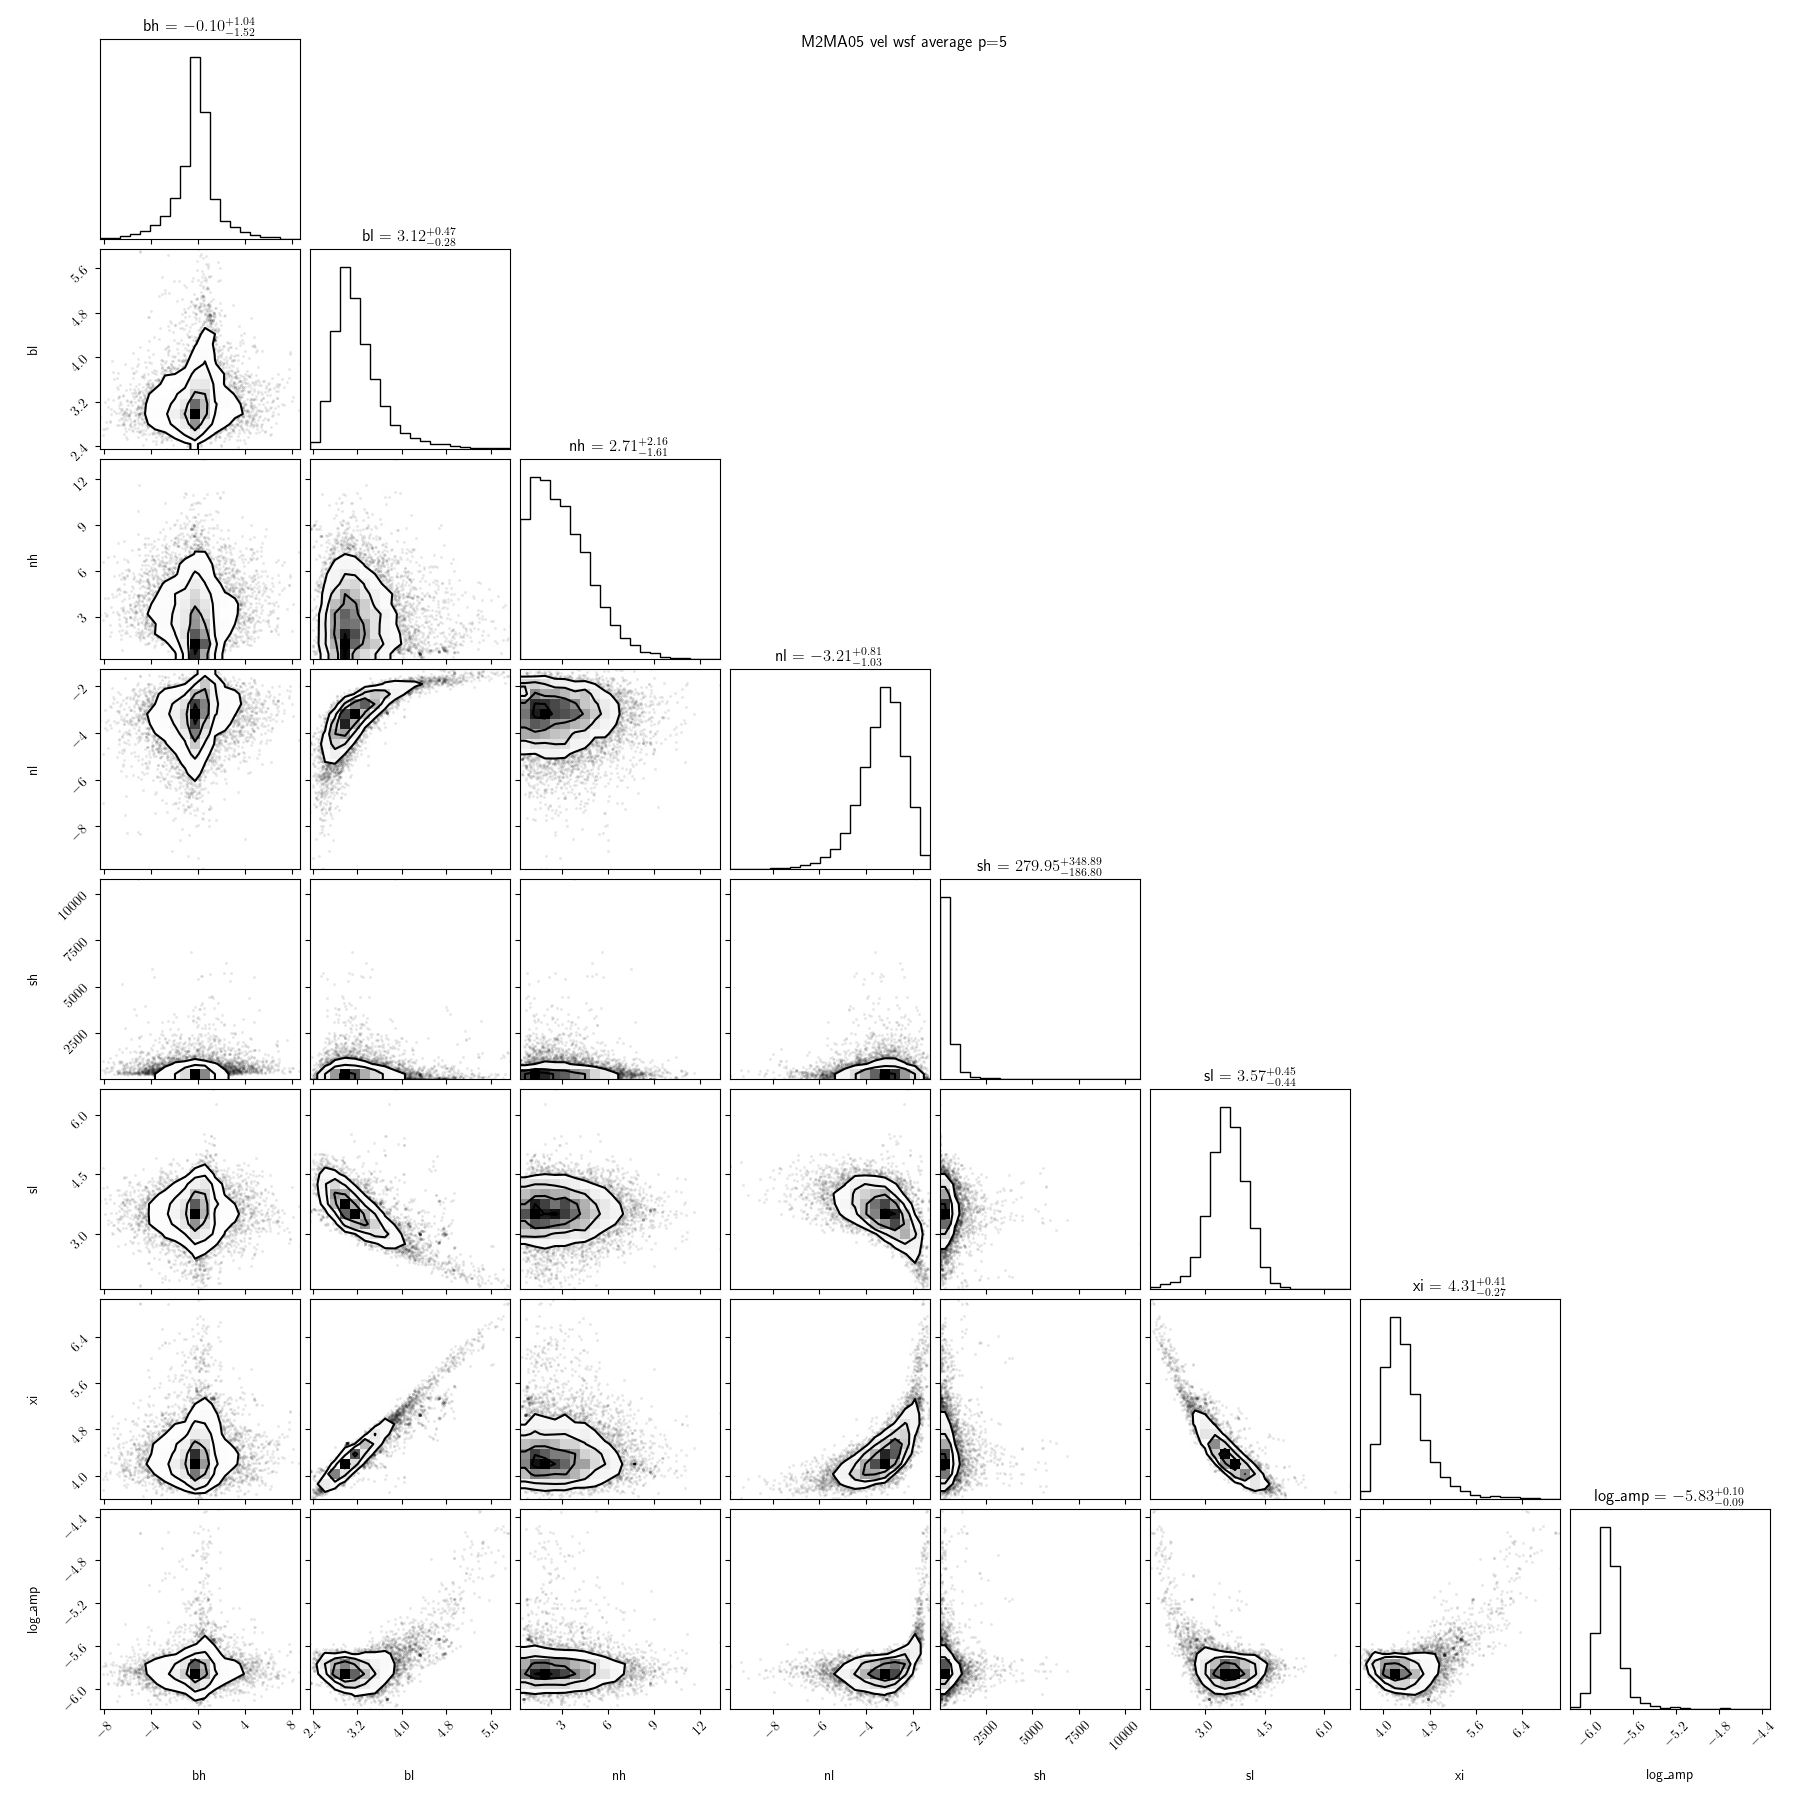 M2MA05 vel wsf average p=5
bh = −0.10+1.04 −1.52
bl = 3.12+0.47 −0.28
nh = 2.71+2.16 −1.61
nl = −3.21+0.81 −1.03
sh = 279.95+348.89 −186.80
sl = 3.57+0.45 −0.44
xi = 4.31+0.41 −0.27
log_amp = −5.83+0.10 −0.09
bl
5.6
4.8
4.0
3.2
2.4
nh
12
9
6
3
nl
−2
−4
−6
−8
sh
10000
7500
5000
2500
sl
6.0
4.5
3.0
xi
6.4
5.6
4.8
4.0
log_amp
−4.4
−4.8
−5.2
−5.6
−6.0
−8 −4 0 4 8
2.4 3.2 4.0 4.8 5.6
3 6 9 12
−8 −6 −4 −2
2500 5000 7500 10000
3.0 4.5 6.0
4.0 4.8 5.6 6.4
−6.0 −5.6 −5.2 −4.8 −4.4
bh bl nh nl sh sl xi log_amp